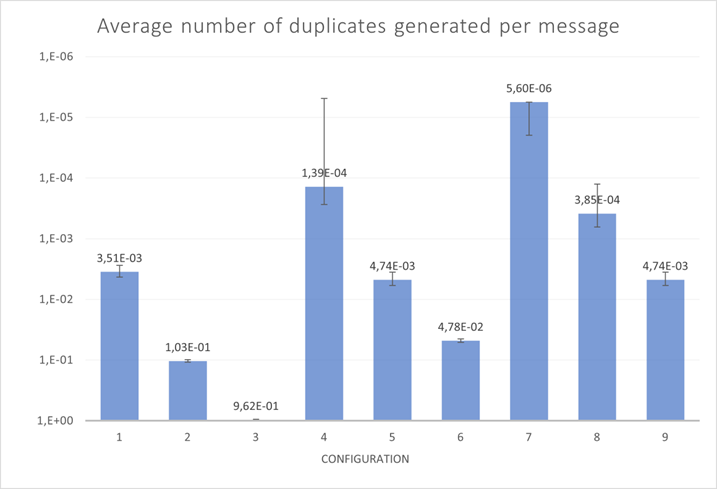 Average number of duplicates generated per message
1,E-06
1,E-05
1,E-04
1,E-03
1,E-02
1,E-01
1,E+00
3,51E-03
1,03E-01
9,62E-01
1,39E-04
4,74E-03
4,78E-02
5,60E-06
3,85E-04
4,74E-03
1 2 3 4 5 6 7 8 9
CONFIGURATION